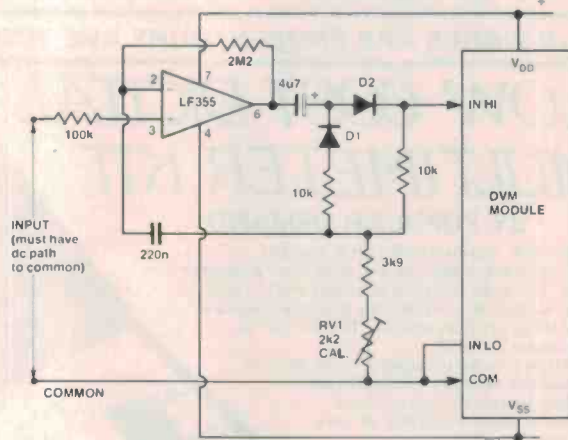 +
V_DD
2M2
2
7
LF355
3
4
6
4u7
+
D2
IN HI
100k
D1
10k
10k
DVM
MODULE
INPUT
(must have
dc path
to common)
220n
3k9
RV1
2k2
CAL.
IN LO
COM
COMMON
V_SS